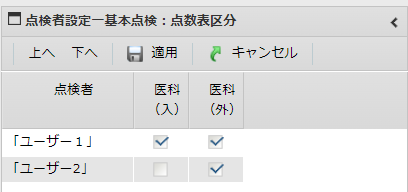 点検者設定ー基本点検：点数表区分
上へ 下へ 適用 キャンセル
点検者 医科（入） 医科（外）
「ユーザー１」
「ユーザー2」